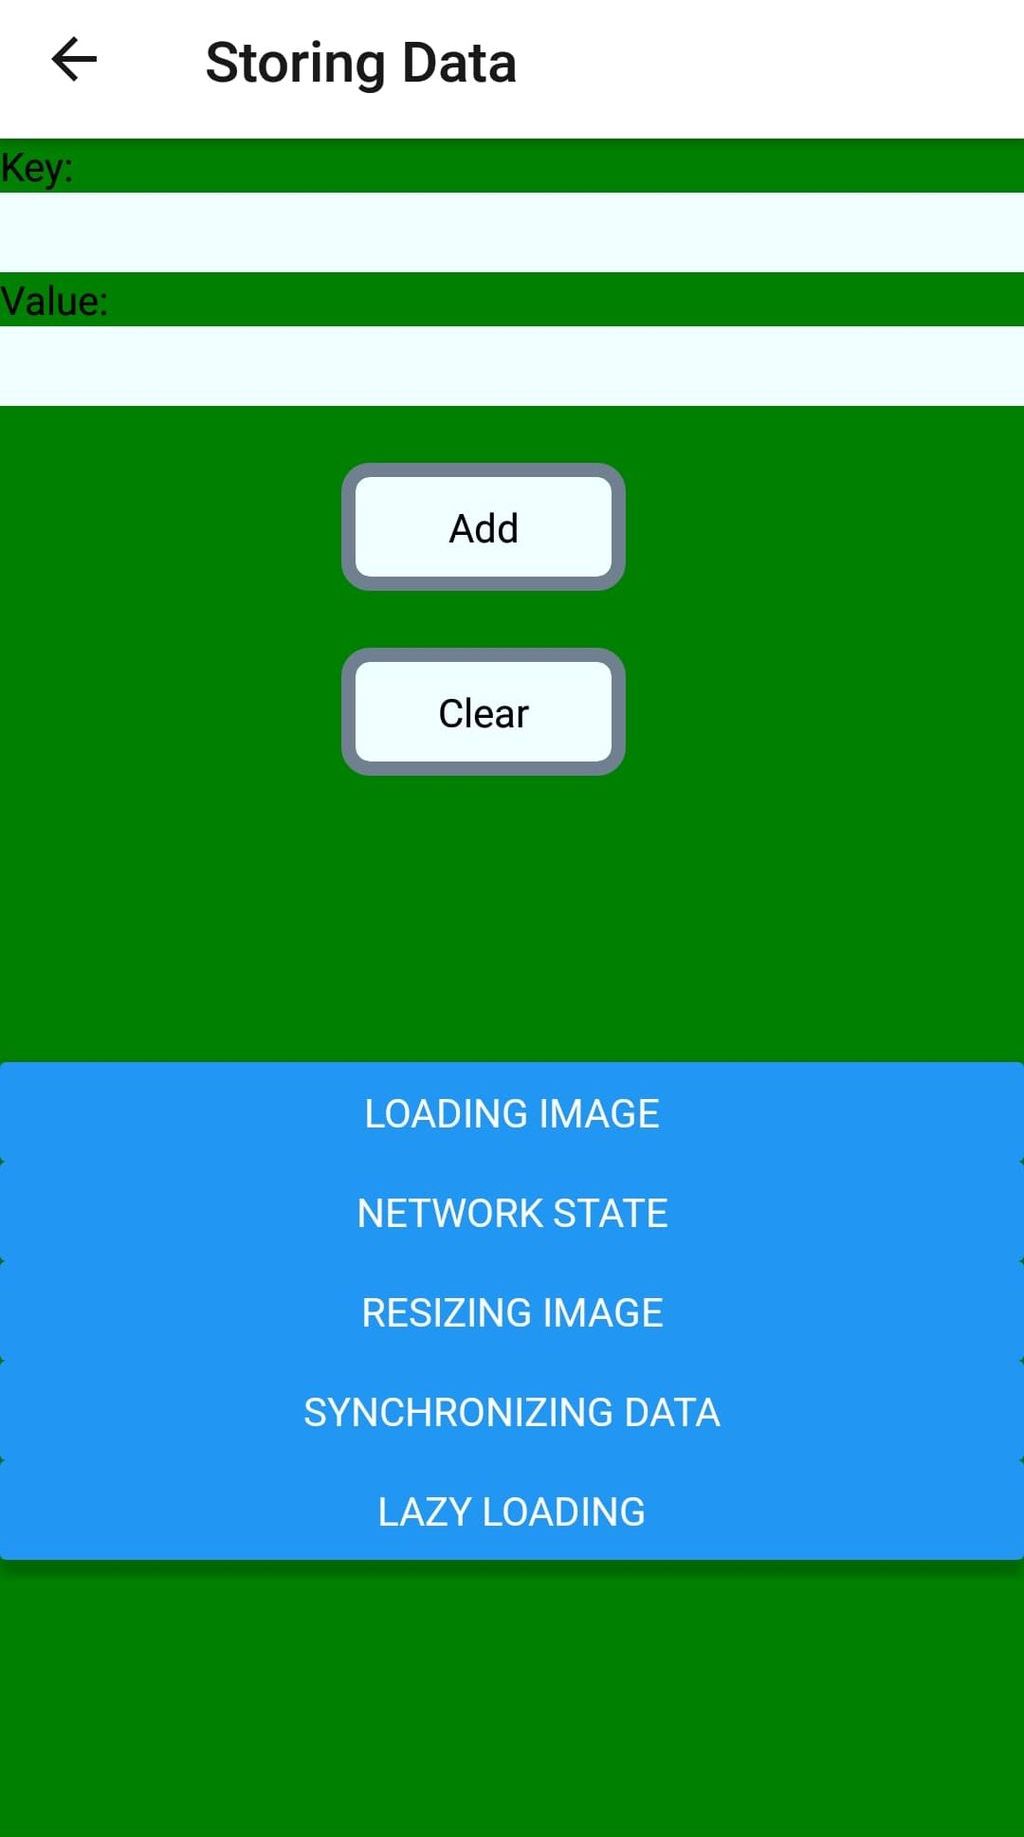 Storing Data
Key:
Value:
Add
Clear
LOADING IMAGE
NETWORK STATE
RESIZING IMAGE
SYNCHRONIZING DATA
LAZY LOADING